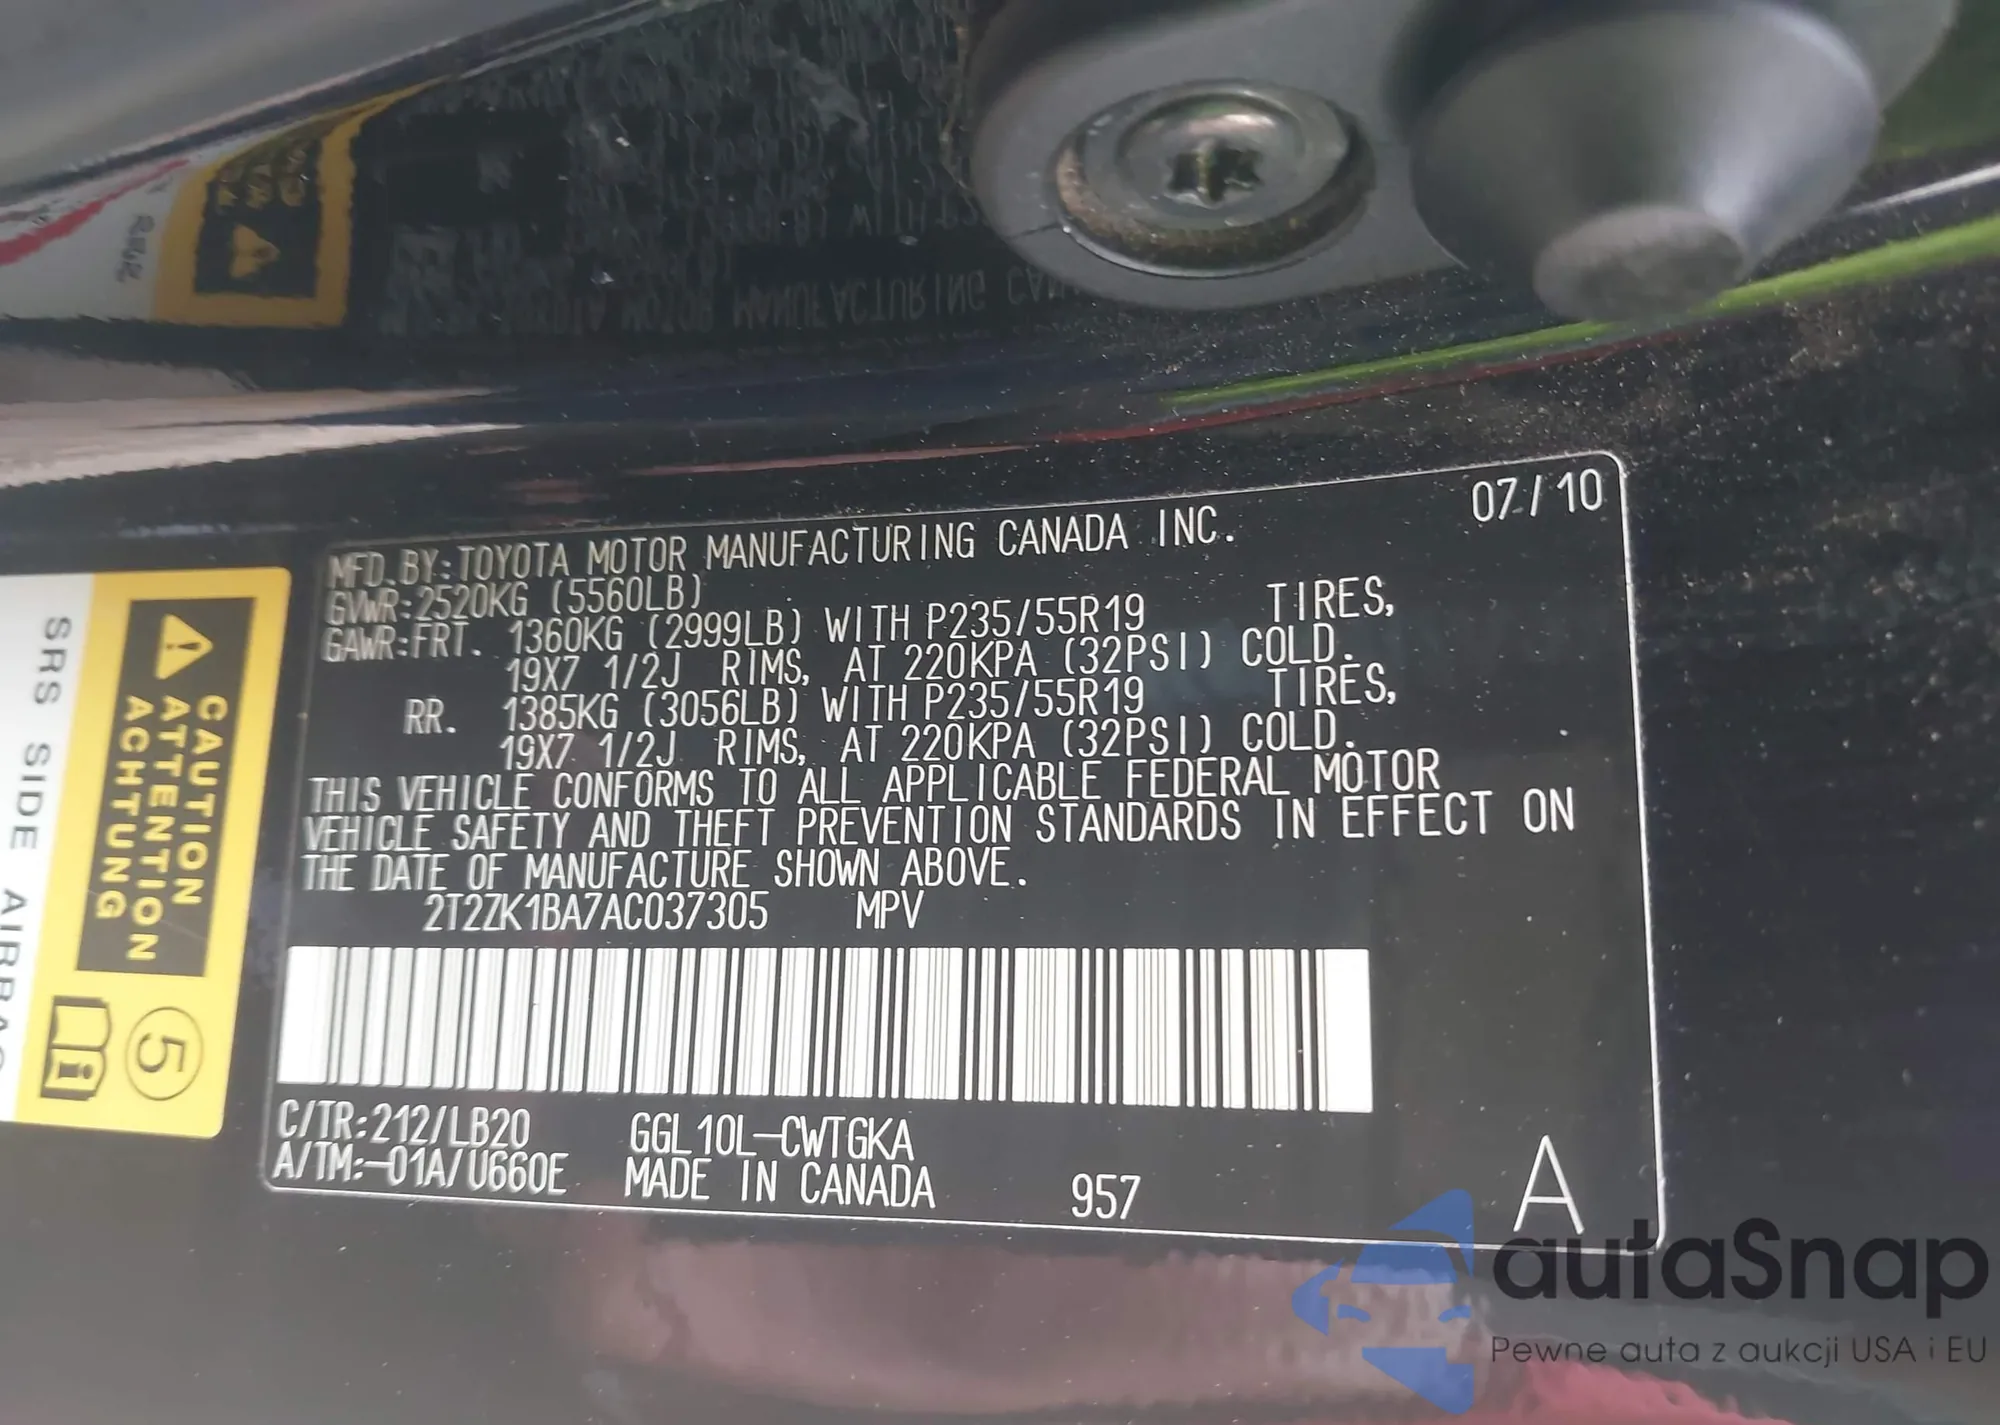 07/10
MFD.BY:TOYOTA MOTOR MANUFACTURING CANADA INC.
GVWR:2520KG (5560LB)
GAWR:FRT. 1360KG (2999LB) WITH P235/55R19 TIRES,
19X7 1/2J RIMS, AT 220KPA (32PSI) COLD.
RR. 1385KG (3056LB) WITH P235/55R19 TIRES,
19X7 1/2J RIMS, AT 220KPA (32PSI) COLD.
THIS VEHICLE CONFORMS TO ALL APPLICABLE FEDERAL MOTOR
VEHICLE SAFETY AND THEFT PREVENTION STANDARDS IN EFFECT ON
THE DATE OF MANUFACTURE SHOWN ABOVE.
2T2ZK1BA7AC037305 MPV
C/TR:212/LB20 GGL10L-CWTGKA
A/TM:-01A/U660E MADE IN CANADA 957
A
CAUTION
ATTENTION
ACHTUNG
5
SRS SIDE
autoSnap
Pewne auta z aukcji USA i EU